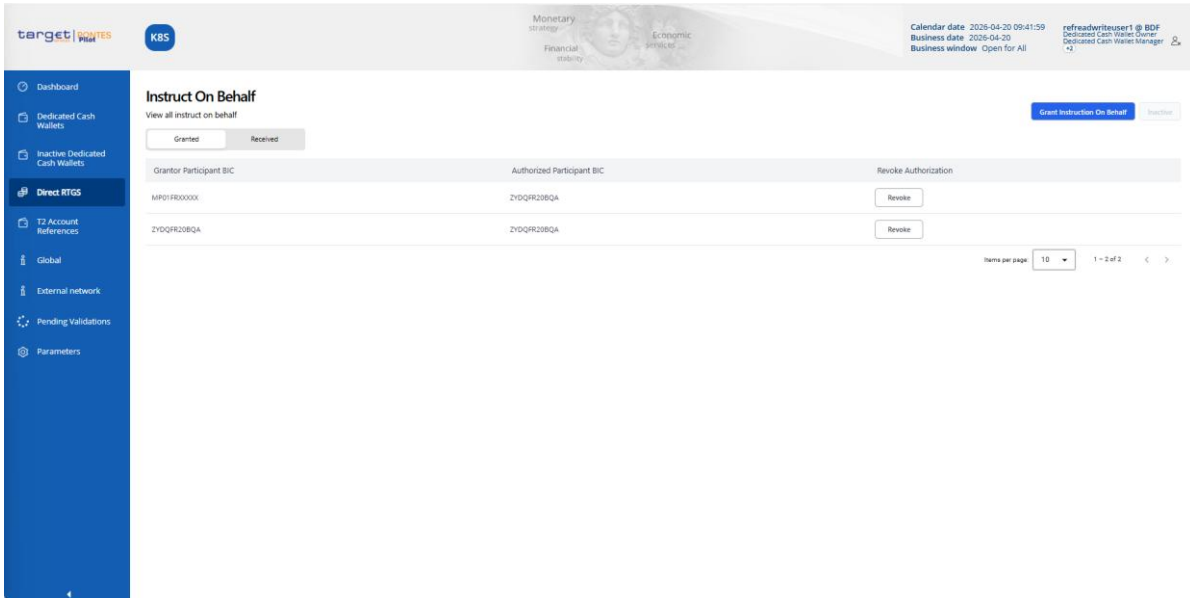 target | PONTES
Pilot
K8S
Monetary
strategy
Economic
services
Financial
stability
Calendar date 2026-04-20 09:41:59
Business date 2026-04-20
Business window Open for All
refreadwriteuser1 @ BDF
Dedicated Cash Wallet Owner
Dedicated Cash Wallet Manager
+2
Dashboard
Dedicated Cash
Wallets
Inactive Dedicated
Cash Wallets
Direct RTGS
T2 Account
References
Global
External network
Pending Validations
Parameters
Instruct On Behalf
View all instruct on behalf
Grant Instruction On Behalf
Inactive
Granted Received
Grantor Participant BIC Authorized Participant BIC Revoke Authorization
MP01FRXXXXX ZYDQFR20BQA Revoke
ZYDQFR20BQA ZYDQFR20BQA Revoke
Items per page: 10 1 – 2 of 2